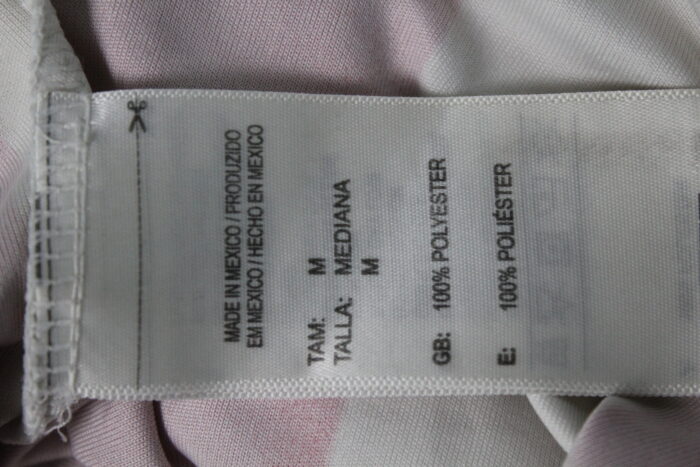 MADE IN MEXICO / PRODUZIDO
EM MEXICO / HECHO EN MEXICO
TAM: M
TALLA: MEDIANA
M
GB: 100% POLYESTER
E: 100% POLIÉSTER